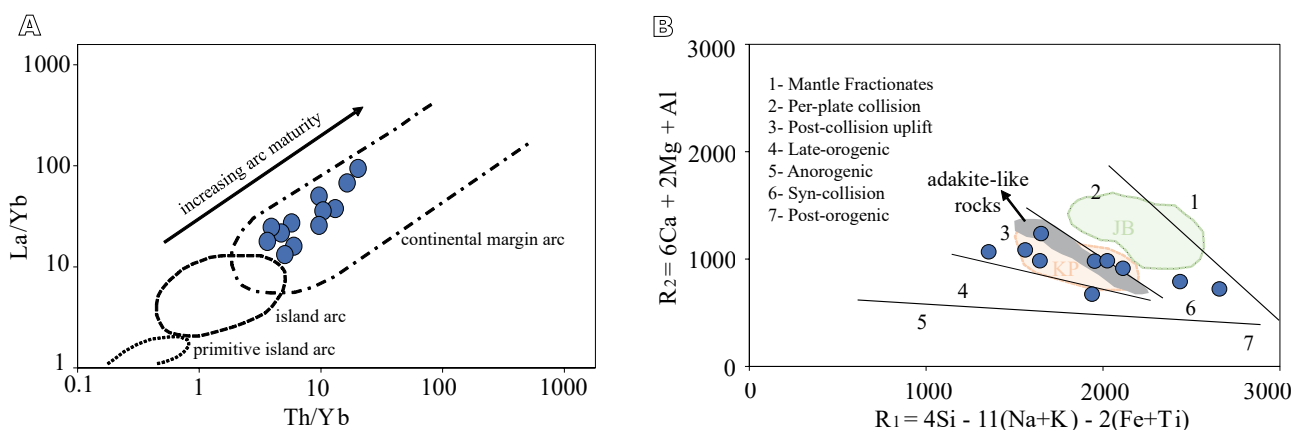 A
La/Yb
1000
100
10
1
0.1
1
10
100
1000
Th/Yb
increasing arc maturity
continental margin arc
island arc
primitive island arc
B
R2 = 6Ca + 2Mg + Al
3000
2000
1000
0
0
1000
2000
3000
R1 = 4Si - 11(Na+K) - 2(Fe+Ti)
1- Mantle Fractionates
2- Per-plate collision
3- Post-collision uplift
4- Late-orogenic
5- Anorogenic
6- Syn-collision
7- Post-orogenic
adakite-like
rocks
2
1
JB
3
KP
4
6
5
7